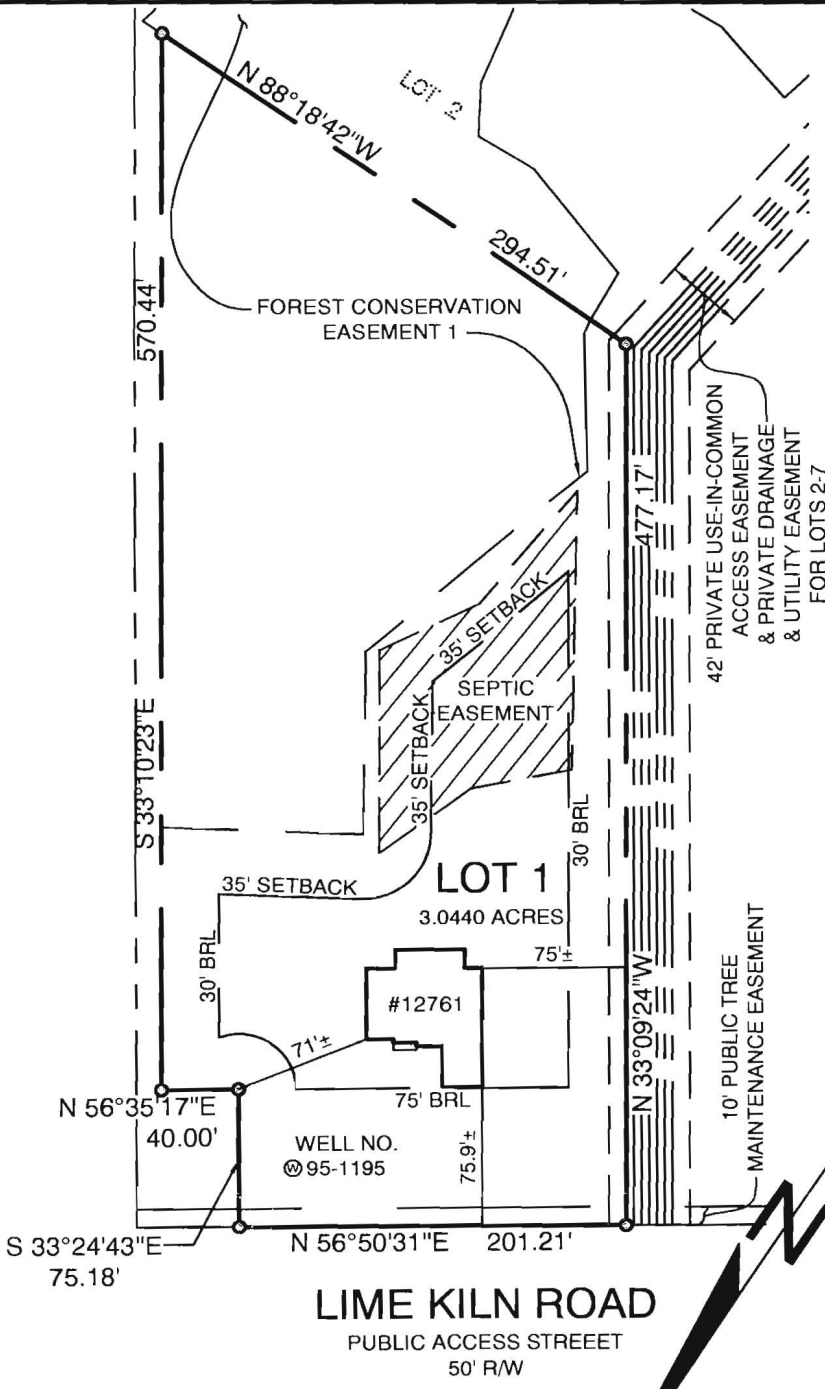 LOT 2
N 88°18'42"W
294.51'
570.44'
FOREST CONSERVATION
EASEMENT 1
477.17'
42' PRIVATE USE-IN-COMMON
ACCESS EASEMENT
& PRIVATE DRAINAGE
& UTILITY EASEMENT
FOR LOTS 2-7
35' SETBACK
SEPTIC
EASEMENT
35' SETBACK
S 33°10'23"E
30' BRL
LOT 1
3.0440 ACRES
35' SETBACK
30' BRL
75'±
#12761
71'±
N 33°09'24"W
10' PUBLIC TREE
MAINTENANCE EASEMENT
75' BRL
N 56°35'17"E
40.00'
WELL NO.
W 95-1195
75.9'±
S 33°24'43"E
75.18'
N 56°50'31"E 201.21'
LIME KILN ROAD
PUBLIC ACCESS STREEET
50' R/W